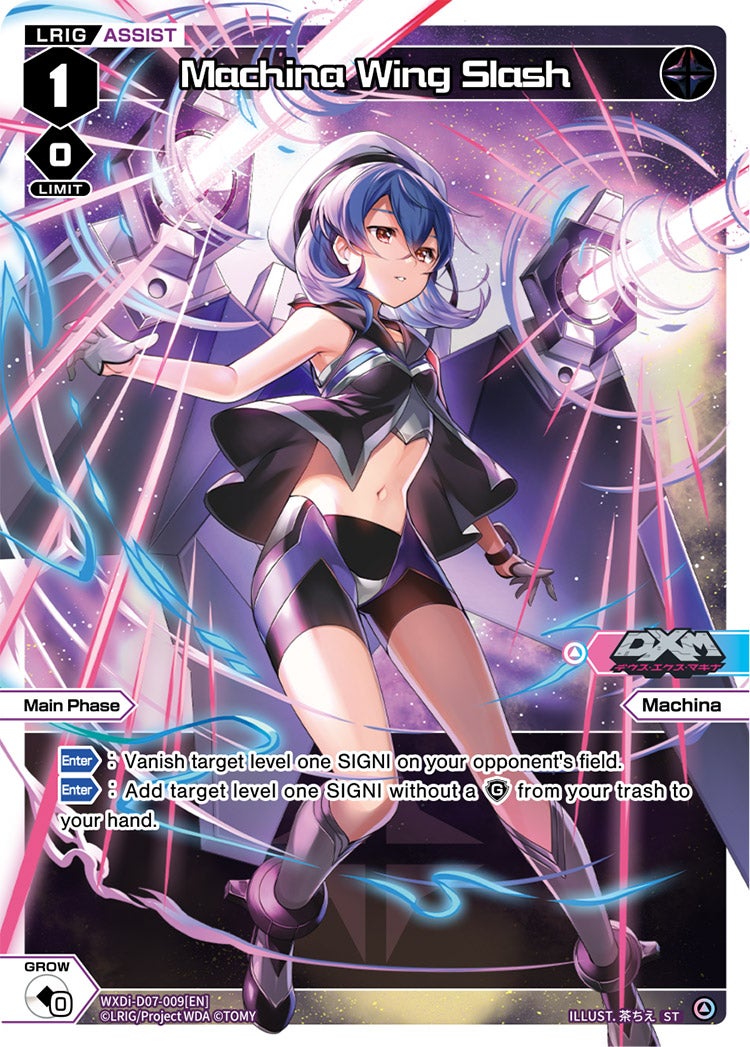 LRIG ASSIST
1
Machina Wing Slash
0
LIMIT
DXM
デウス・エクス・マキナ
Main Phase
Machina
Enter : Vanish target level one SIGNI on your opponent's field.
Enter : Add target level one SIGNI without a G from your trash to
your hand.
GROW
0
WXDi-D07-009[EN]
©LRIG/Project WDA ©TOMY
ILLUST. 茶ちえ ST